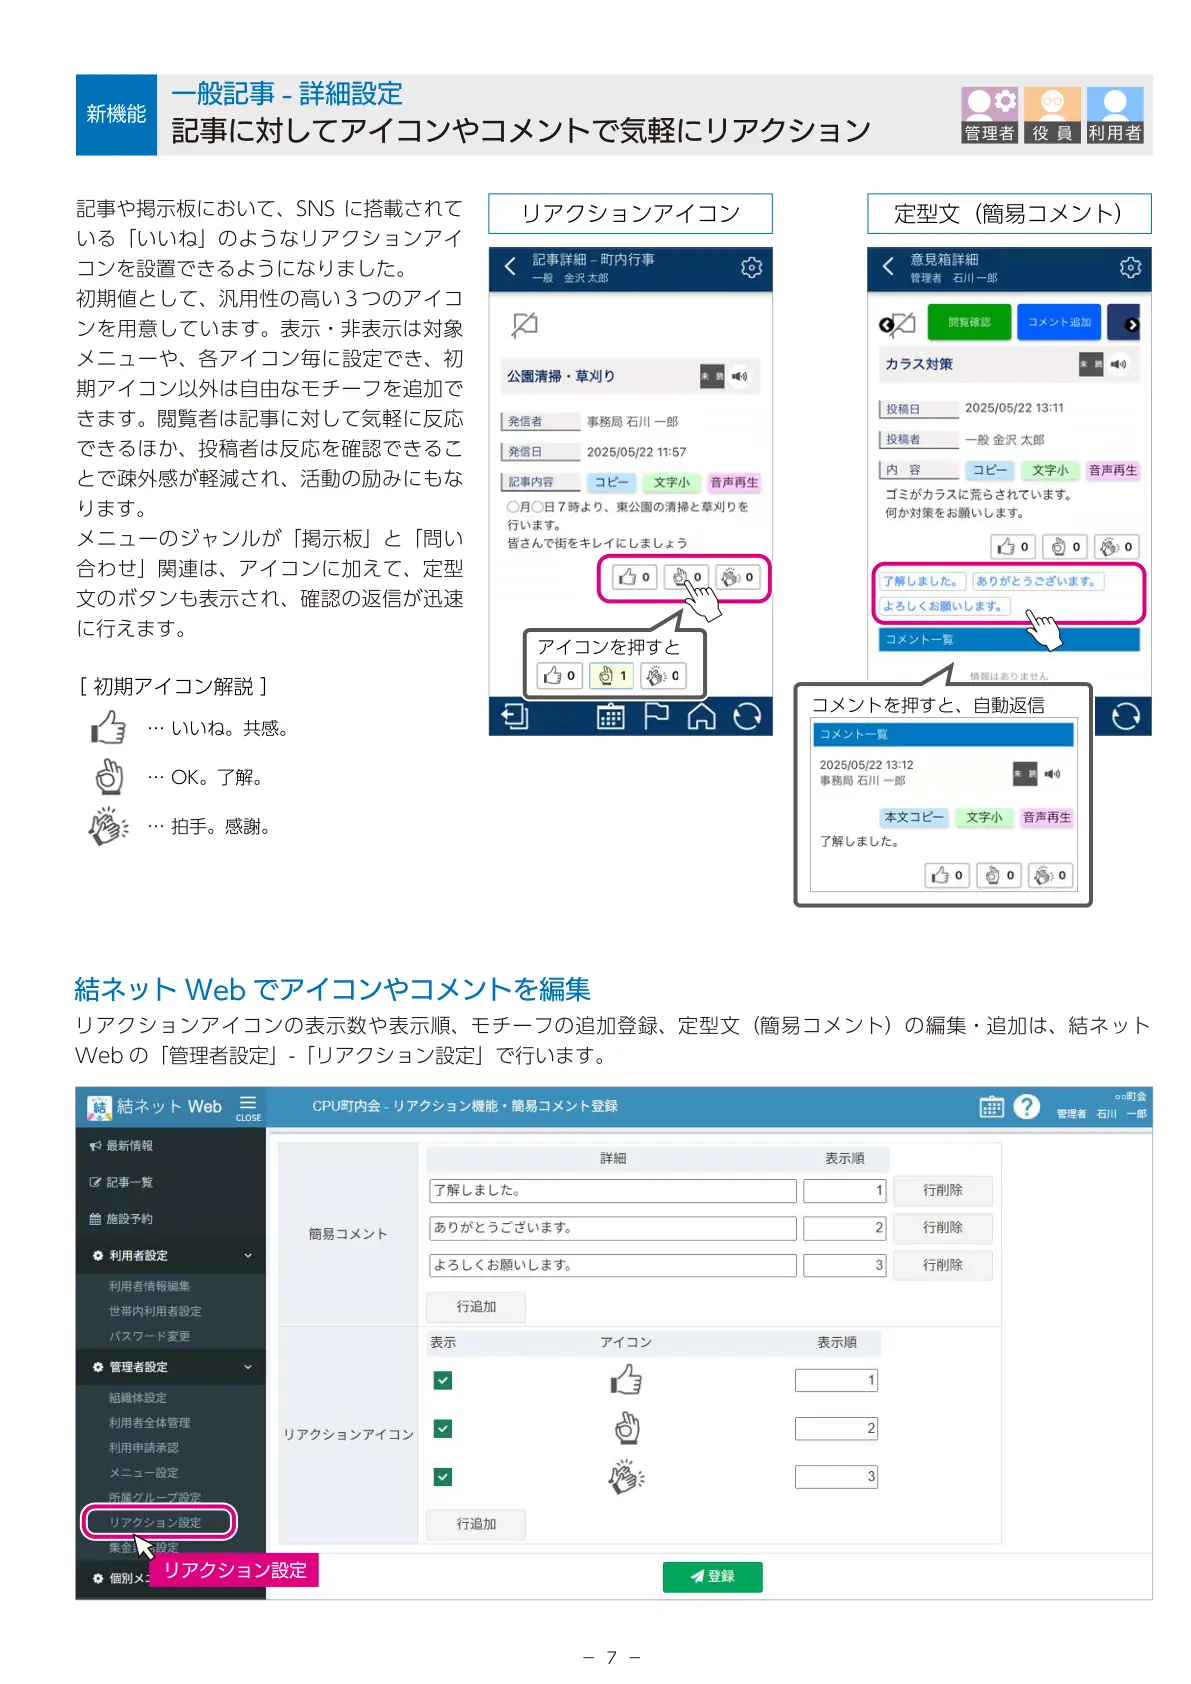 新機能
一般記事 - 詳細設定
記事に対してアイコンやコメントで気軽にリアクション
管理者
役 員
利用者
記事や掲示板において、SNS に搭載されて
いる「いいね」のようなリアクションアイ
コンを設置できるようになりました。
初期値として、汎用性の高い３つのアイコ
ンを用意しています。表示・非表示は対象
メニューや、各アイコン毎に設定でき、初
期アイコン以外は自由なモチーフを追加で
きます。閲覧者は記事に対して気軽に反応
できるほか、投稿者は反応を確認できるこ
とで疎外感が軽減され、活動の励みにもな
ります。
メニューのジャンルが「掲示板」と「問い
合わせ」関連は、アイコンに加えて、定型
文のボタンも表示され、確認の返信が迅速
に行えます。
[ 初期アイコン解説 ]
… いいね。共感。
… OK。了解。
… 拍手。感謝。
リアクションアイコン
記事詳細 – 町内行事
一般　金沢 太郎
公園清掃・草刈り
未 読
発信者 事務局 石川 一郎
発信日 2025/05/22 11:57
記事内容 コピー 文字小 音声再生
〇月〇日７時より、東公園の清掃と草刈りを
行います。
皆さんで街をキレイにしましょう
0 0 0
アイコンを押すと
0 1 0
定型文（簡易コメント）
意見箱詳細
管理者　石川 一郎
閲覧確認 コメント追加
カラス対策
未 読
投稿日 2025/05/22 13:11
投稿者 一般 金沢 太郎
内　容 コピー 文字小 音声再生
ゴミがカラスに荒らされています。
何か対策をお願いします。
0 0 0
了解しました。 ありがとうございます。
よろしくお願いします。
コメント一覧
情報はありません
コメントを押すと、自動返信
コメント一覧
2025/05/22 13:12
事務局 石川 一郎
未 読
本文コピー 文字小 音声再生
了解しました。
0 0 0
結ネット Web でアイコンやコメントを編集
リアクションアイコンの表示数や表示順、モチーフの追加登録、定型文（簡易コメント）の編集・追加は、結ネット
Web の「管理者設定」-「リアクション設定」で行います。
結 結ネット Web
CLOSE
CPU町内会 - リアクション機能・簡易コメント登録
?
○○町会
管理者　石川　一郎
最新情報
記事一覧
施設予約
利用者設定
利用者情報編集
世帯内利用者設定
パスワード変更
管理者設定
組織体設定
利用者全体管理
利用申請承認
メニュー設定
所属グループ設定
リアクション設定
集金 設定
リアクション設定
個別メニ
詳細 表示順
簡易コメント
了解しました。 1 行削除
ありがとうございます。 2 行削除
よろしくお願いします。 3 行削除
行追加
表示 アイコン 表示順
リアクションアイコン
1
2
3
行追加
登録
– 7 –